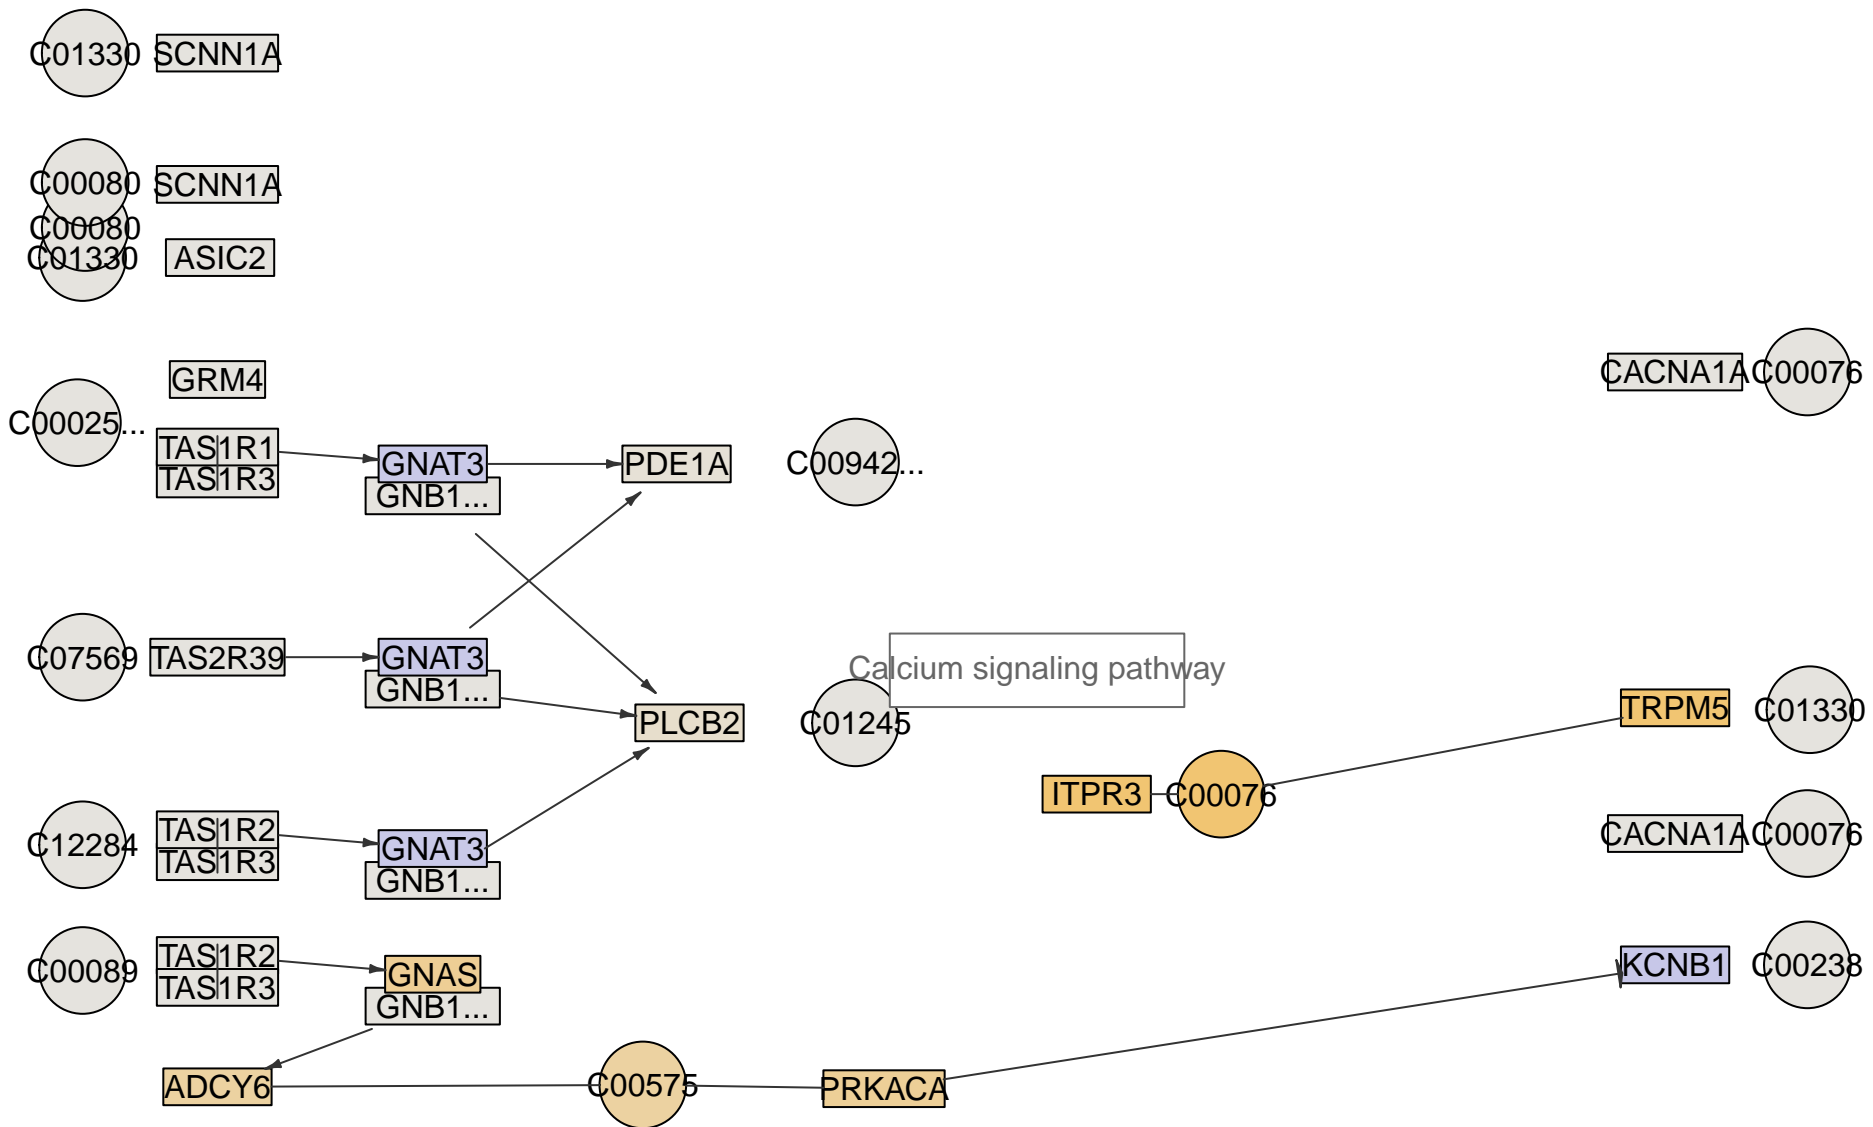 C01330 SCNN1A
C00080 SCNN1A
C00080
C01330 ASIC2
GRM4
CACNA1A C00076
C00025...
TAS1R1
TAS1R3
GNAT3
GNB1...
PDE1A
C00942...
C07569 TAS2R39
GNAT3
GNB1...
Calcium signaling pathway
PLCB2
C01245
TRPM5 C01330
ITPR3 C00076
C12284
TAS1R2
TAS1R3
GNAT3
GNB1...
CACNA1A C00076
C00089
TAS1R2
TAS1R3
GNAS
GNB1...
KCNB1 C00238
ADCY6 C00575 PRKACA